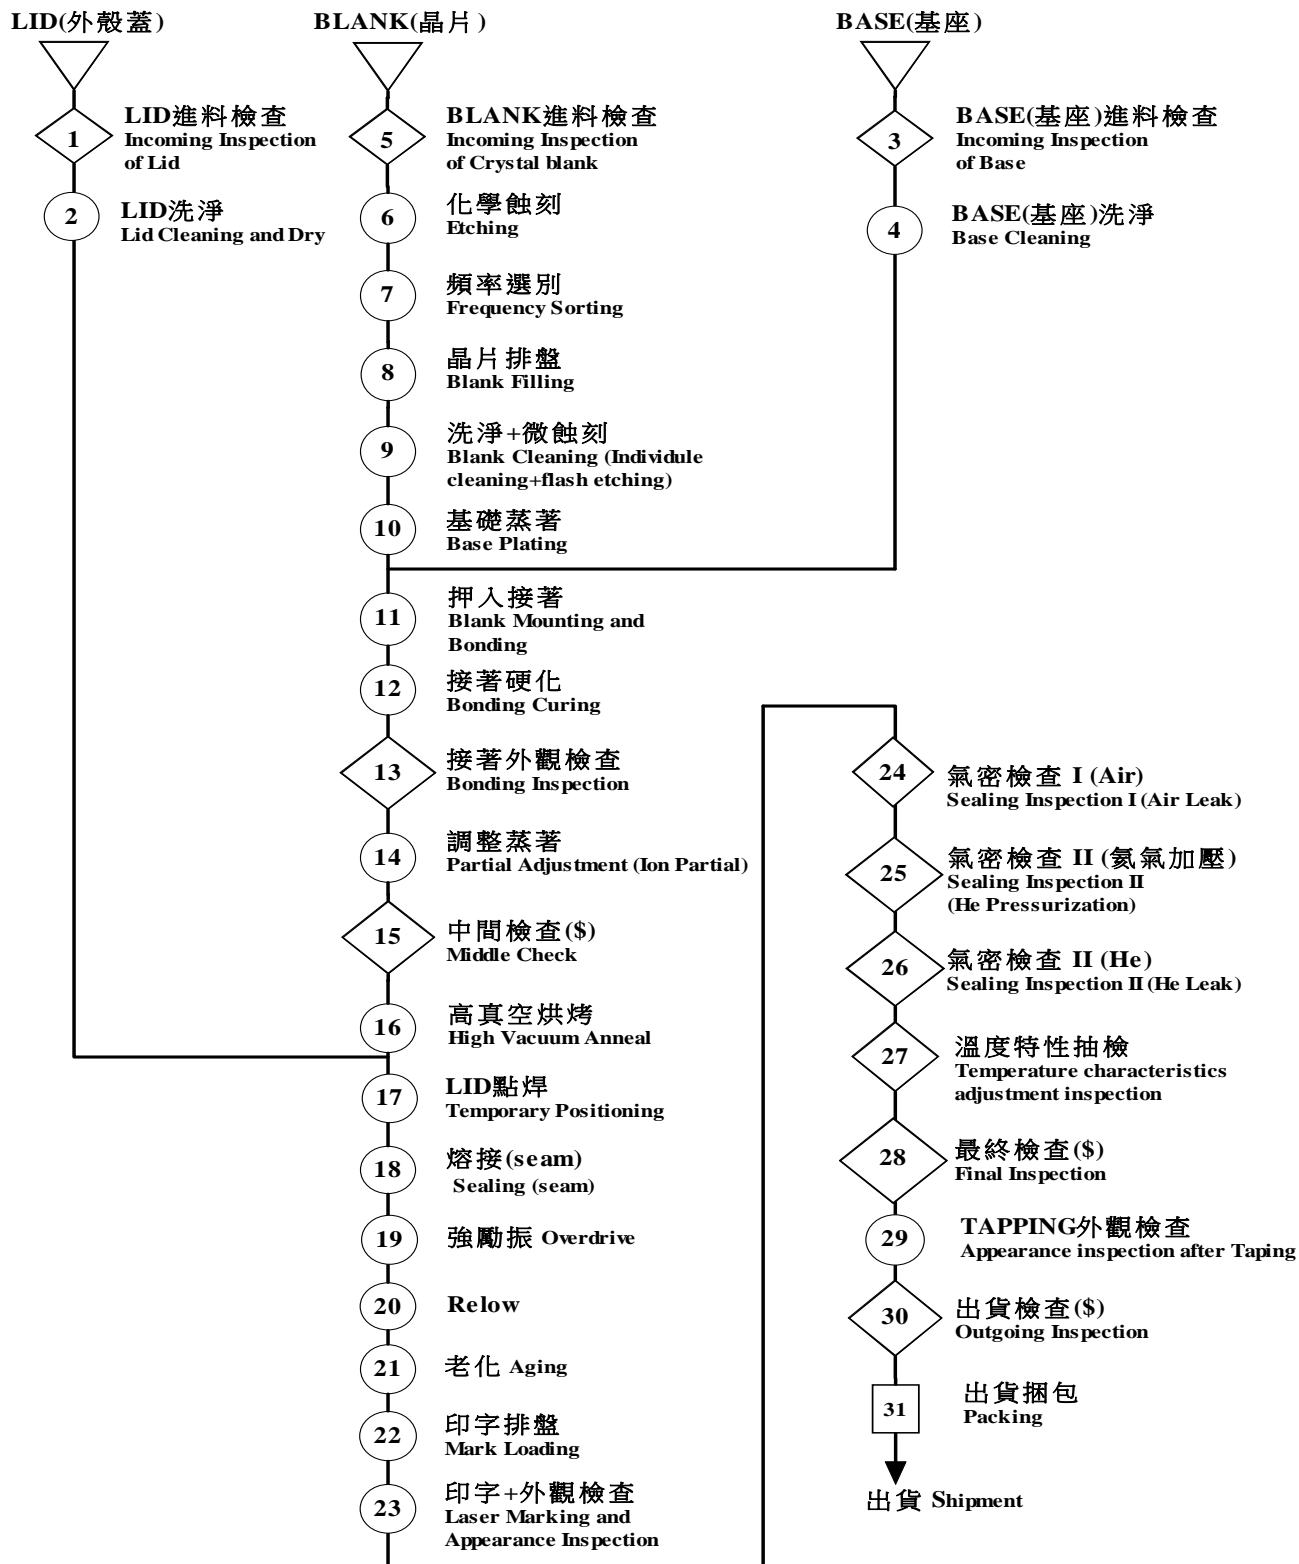 LID(外殼蓋)
1
LID進料檢查
Incoming Inspection
of Lid
2
LID洗淨
Lid Cleaning and Dry
BLANK(晶片)
5
BLANK進料檢查
Incoming Inspection
of Crystal blank
6
化學蝕刻
Etching
7
頻率選別
Frequency Sorting
8
晶片排盤
Blank Filling
9
洗淨+微蝕刻
Blank Cleaning (Individule
cleaning+flash etching)
10
基礎蒸著
Base Plating
BASE(基座)
3
BASE(基座)進料檢查
Incoming Inspection
of Base
4
BASE(基座)洗淨
Base Cleaning
11
押入接著
Blank Mounting and
Bonding
12
接著硬化
Bonding Curing
13
接著外觀檢查
Bonding Inspection
14
調整蒸著
Partial Adjustment (Ion Partial)
15
中間檢查($)
Middle Check
16
高真空烘烤
High Vacuum Anneal
17
LID點焊
Temporary Positioning
18
熔接(seam)
Sealing (seam)
19
強勵振 Overdrive
20
Relow
21
老化 Aging
22
印字排盤
Mark Loading
23
印字+外觀檢查
Laser Marking and
Appearance Inspection
24
氣密檢查 I (Air)
Sealing Inspection I (Air Leak)
25
氣密檢查 II (氦氣加壓)
Sealing Inspection II
(He Pressurization)
26
氣密檢查 II (He)
Sealing Inspection II (He Leak)
27
溫度特性抽檢
Temperature characteristics
adjustment inspection
28
最終檢查($)
Final Inspection
29
TAPPING外觀檢查
Appearance inspection after Taping
30
出貨檢查($)
Outgoing Inspection
31
出貨捆包
Packing
出貨 Shipment